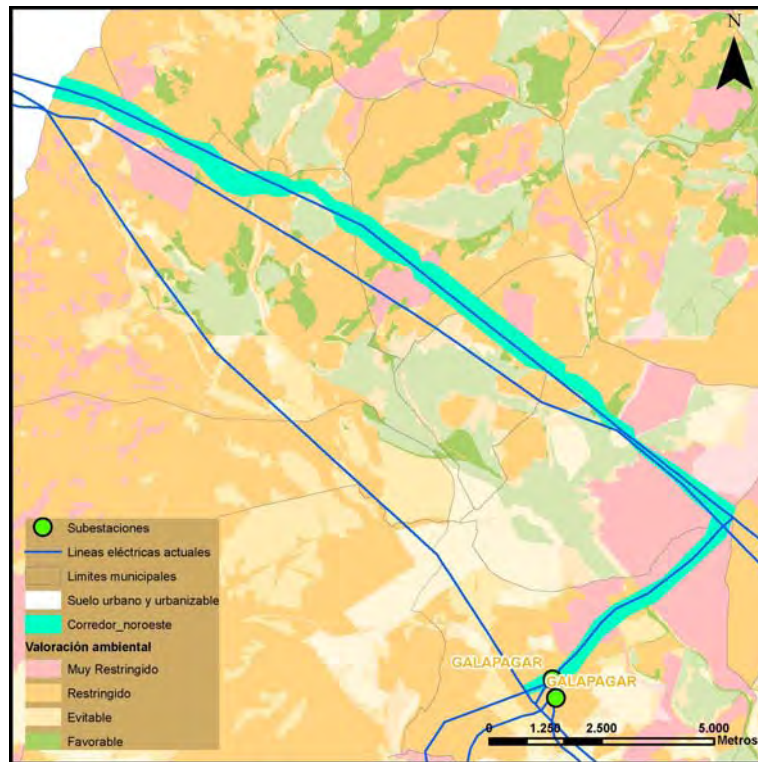 N
Subestaciones
Lineas eléctricas actuales
Limites municipales
Suelo urbano y urbanizable
Corredor_noroeste
Valoración ambiental
Muy Restringido
Restringido
Evitable
Favorable
GALAPAGAR
GALAPAGAR
0 1.250 2.500 5.000
Metros